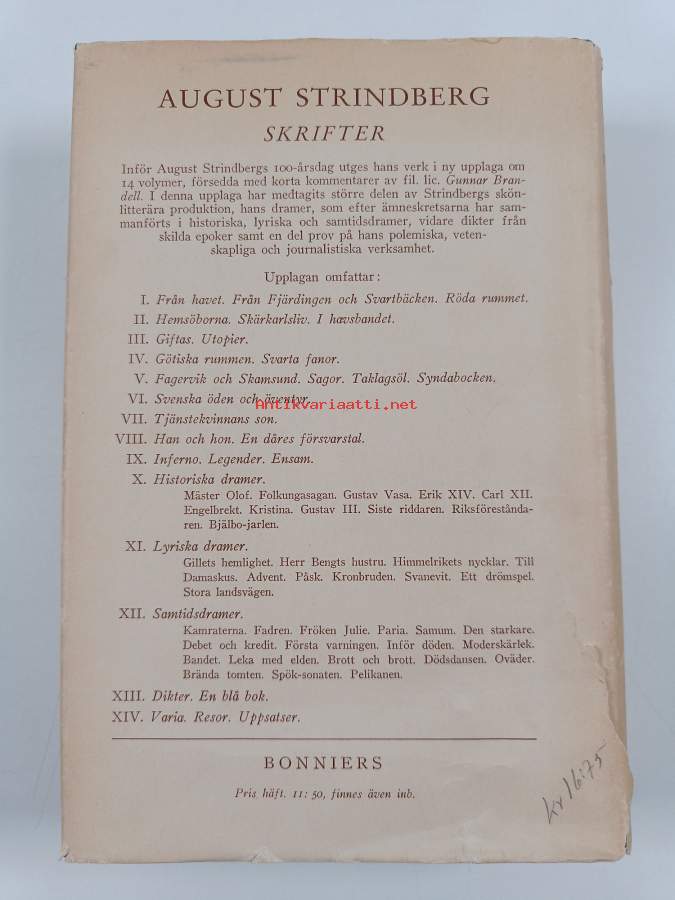 AUGUST STRINDBERG
SKRIFTER
Inför August Strindbergs 100-årsdag utges hans verk i ny upplaga om
14 volymer, försedda med korta kommentarer av fil. lic. Gunnar Bran-
dell. I denna upplaga har medtagits större delen av Strindbergs skön-
litterära produktion, hans dramer, som efter ämneskretsarna har sam-
manförts i historiska, lyriska och samtidsdramer, vidare dikter från
skilda epoker samt en del prov på hans polemiska, veten-
skapliga och journalistiska verksamhet.
Upplagan omfattar:
I. Från havet. Från Fjärdingen och Svartbäcken. Röda rummet.
II. Hemsöborna. Skärkarlsliv. I havsbandet.
III. Giftas. Utopier.
IV. Götiska rummen. Svarta fanor.
V. Fagervik och Skamsund. Sagor. Taklagsöl. Syndabocken.
VI. Svenska öden och äventyr.
Antikvariaatti.net
VII. Tjänstekvinnans son.
VIII. Han och hon. En dåres försvarstal.
IX. Inferno. Legender. Ensam.
X. Historiska dramer.
Mäster Olof. Folkungasagan. Gustav Vasa. Erik XIV. Carl XII.
Engelbrekt. Kristina. Gustav III. Siste riddaren. Riksförestånda-
ren. Bjälbo-jarlen.
XI. Lyriska dramer.
Gillets hemlighet. Herr Bengts hustru. Himmelrikets nycklar. Till
Damaskus. Advent. Påsk. Kronbruden. Svanevit. Ett drömspel.
Stora landsvägen.
XII. Samtidsdramer.
Kamraterna. Fadren. Fröken Julie. Paria. Samum. Den starkare.
Debet och kredit. Första varningen. Inför döden. Moderskärlek.
Bandet. Leka med elden. Brott och brott. Dödsdansen. Oväder.
Brända tomten. Spök-sonaten. Pelikanen.
XIII. Dikter. En blå bok.
XIV. Varia. Resor. Uppsatser.
BONNIERS
Pris häft. 11:50, finnes även inb.
kr 16:75